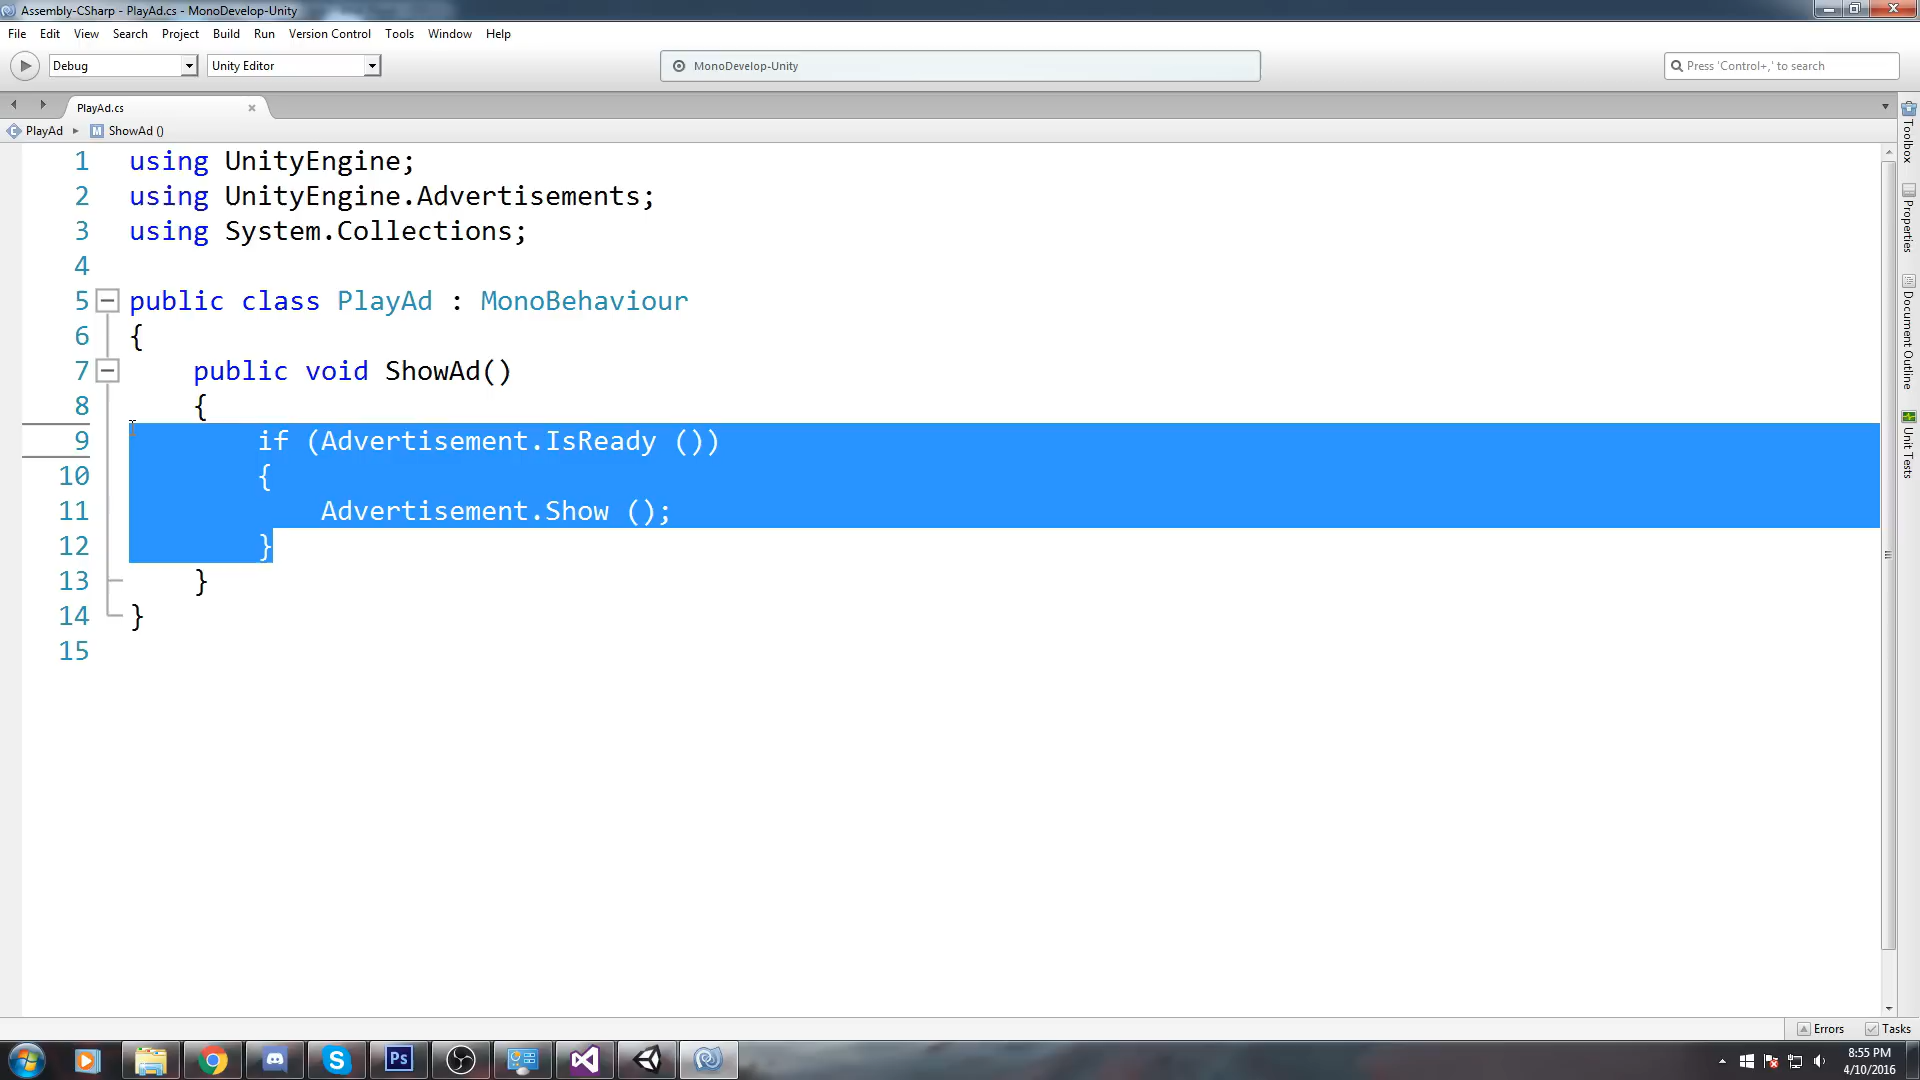 Assembly-CSharp - PlayAd.cs - MonoDevelop-Unity
File Edit View Search Project Build Run Version Control Tools Window Help
Debug Unity Editor MonoDevelop-Unity Press 'Control+,' to search
PlayAd.cs
PlayAd ShowAd ()
1 using UnityEngine;
2 using UnityEngine.Advertisements;
3 using System.Collections;
4
5 public class PlayAd : MonoBehaviour
6 {
7 public void ShowAd()
8 {
9 if (Advertisement.IsReady ())
10 {
11 Advertisement.Show ();
12 }
13 }
14 }
15
Toolbox
Properties
Document Outline
Unit Tests
Errors Tasks
Ps
8:55 PM
4/10/2016